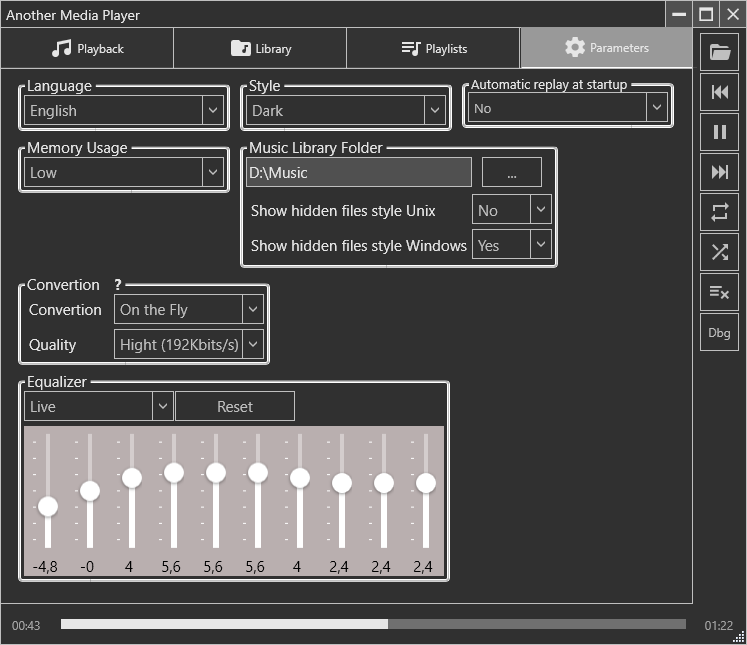 Another Media Player
Playback Library Playlists Parameters
Language Style Automatic replay at startup
English Dark No
Memory Usage Music Library Folder
Low D:\Music ...
Show hidden files style Unix No
Show hidden files style Windows Yes
Convertion ?
Convertion On the Fly
Quality Hight (192Kbits/s)
Dbg
Equalizer
Live Reset
-4,8 -0 4 5,6 5,6 5,6 4 2,4 2,4 2,4
00:43 01:22